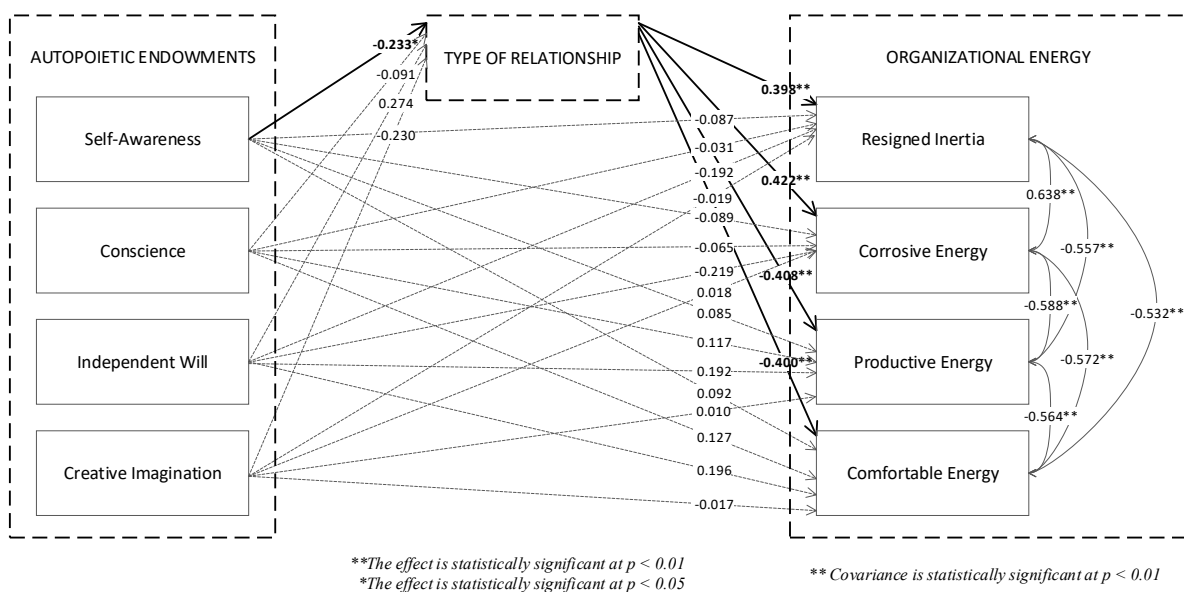 AUTOPOIETIC ENDOWMENTS
Self-Awareness
Conscience
Independent Will
Creative Imagination
TYPE OF RELATIONSHIP
-0.233*
-0.091
0.274
-0.230
ORGANIZATIONAL ENERGY
Resigned Inertia
Corrosive Energy
Productive Energy
Comfortable Energy
0.398**
-0.087
-0.031
-0.192
0.422**
-0.019
-0.089
-0.065
-0.219
-0.408**
0.018
0.085
0.117
-0.400**
0.192
0.092
0.010
0.127
0.196
-0.017
0.638**
-0.557**
-0.588**
-0.532**
-0.572**
-0.564**
**The effect is statistically significant at p < 0.01
*The effect is statistically significant at p < 0.05
** Covariance is statistically significant at p < 0.01